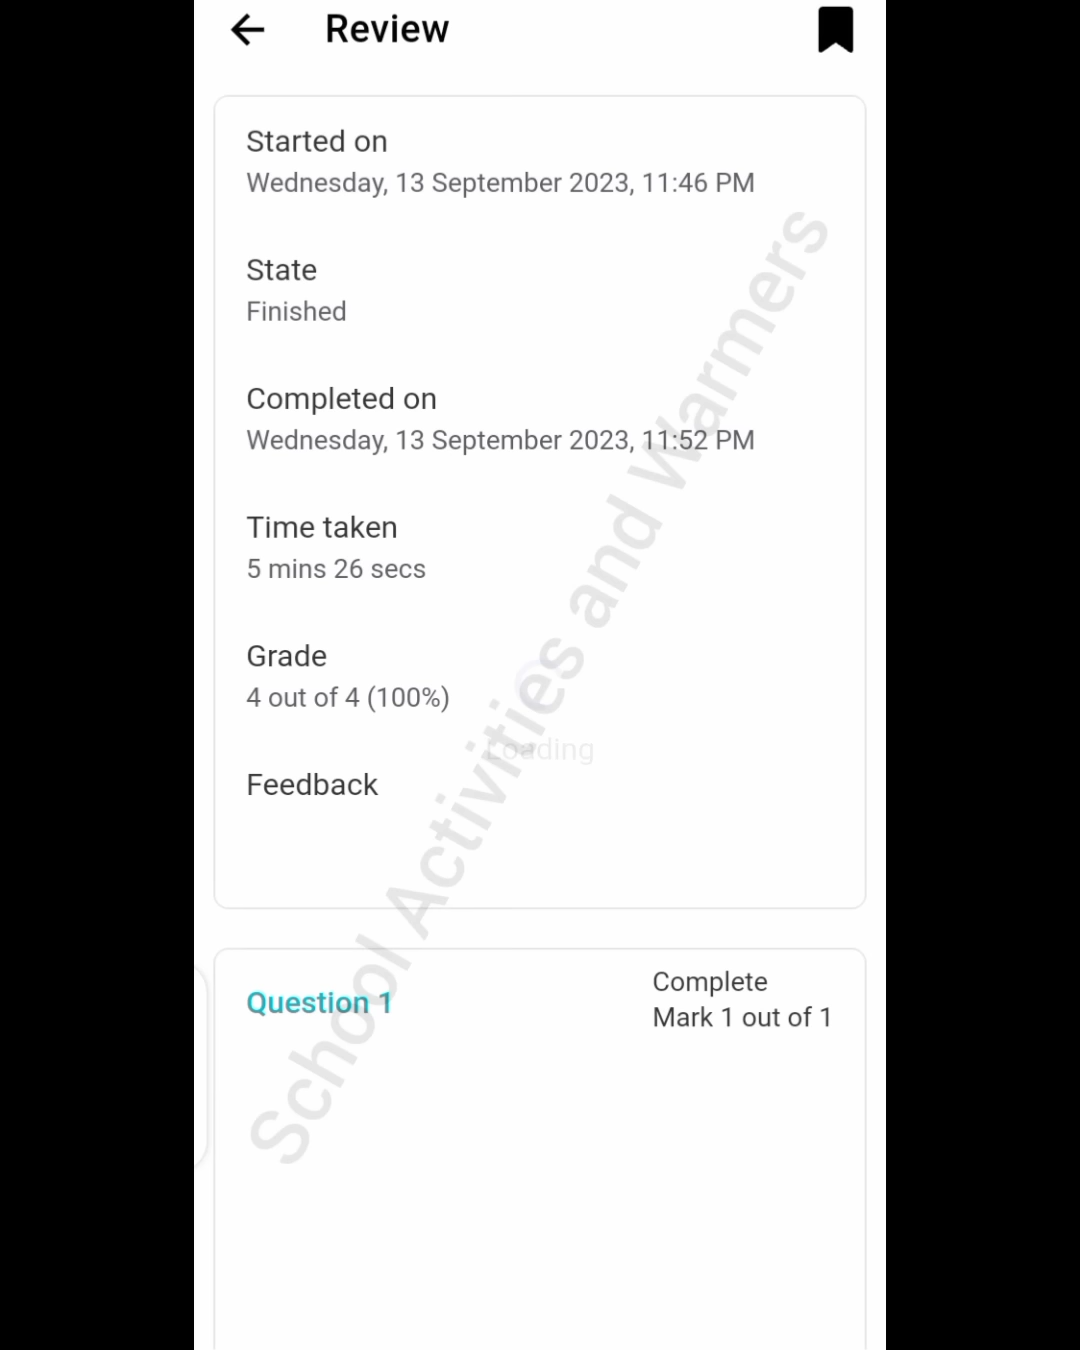 Review
Started on
Wednesday, 13 September 2023, 11:46 PM
State
Finished
Completed on
Wednesday, 13 September 2023, 11:52 PM
Time taken
5 mins 26 secs
Grade
4 out of 4 (100%)
Loading
Feedback
Question 1
Complete
Mark 1 out of 1
School Activities and Warmers